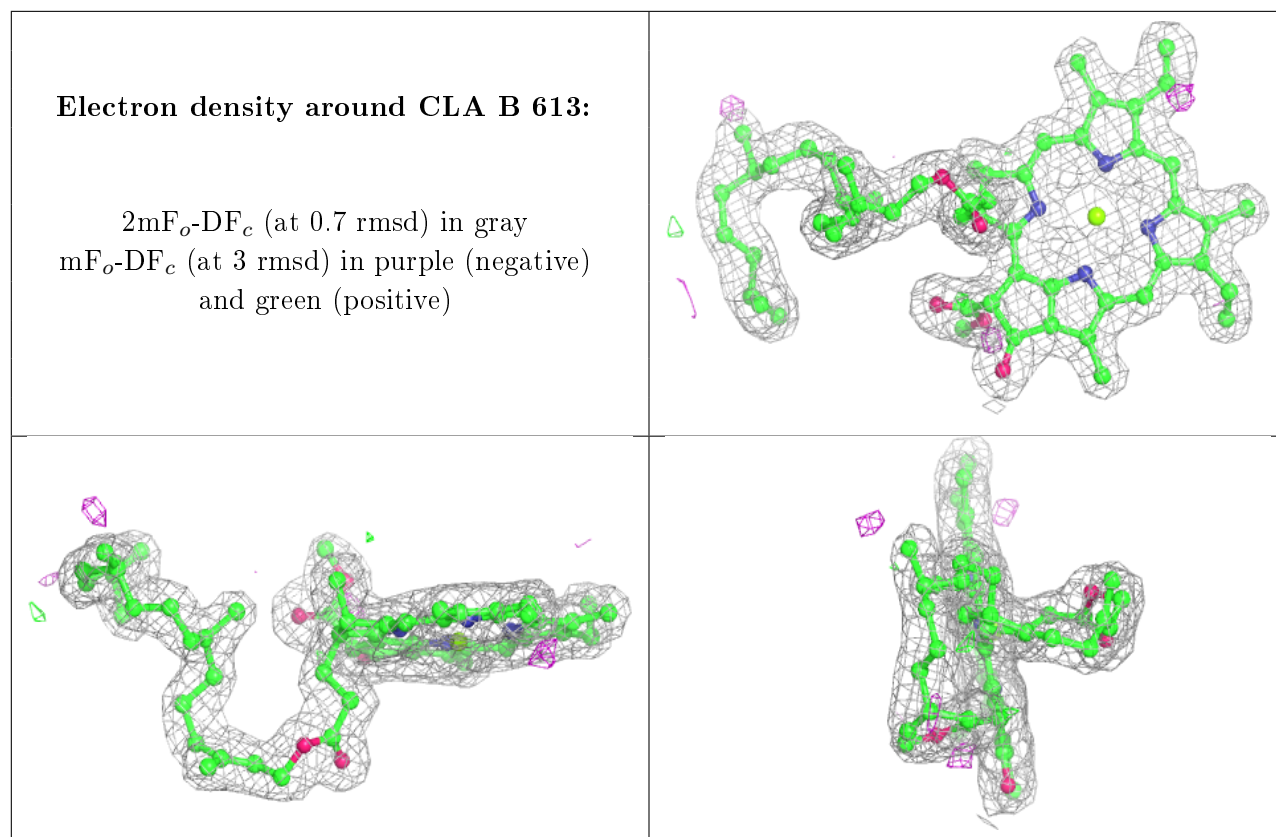 Electron density around CLA B 613:
2mFo-DFc (at 0.7 rmsd) in gray
mFo-DFc (at 3 rmsd) in purple (negative)
and green (positive)